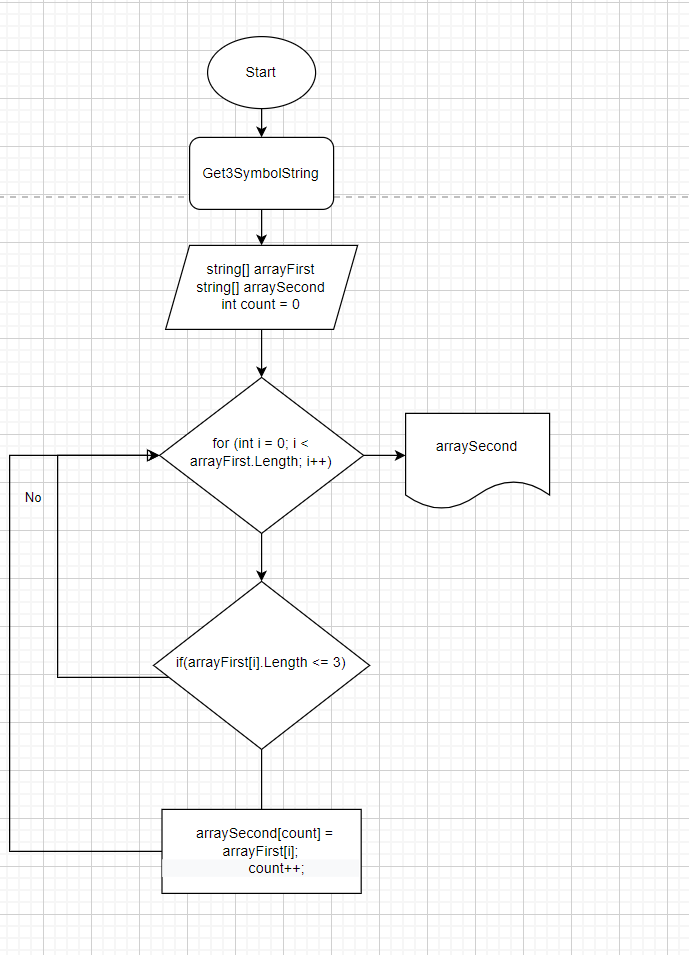 Start
Get3SymbolString
string[] arrayFirst
string[] arraySecond
int count = 0
for (int i = 0; i <
arrayFirst.Length; i++)
arraySecond
No
if(arrayFirst[i].Length <= 3)
arraySecond[count] =
arrayFirst[i];
count++;